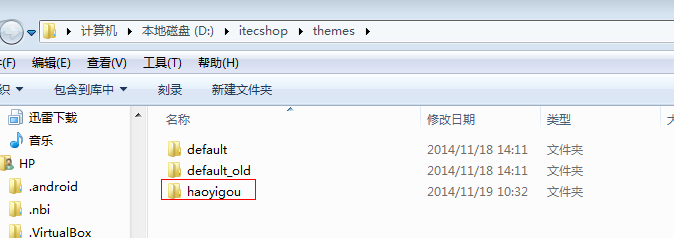 计算机 本地磁盘 (D:) itecshop themes
(F) 编辑(E) 查看(V) 工具(T) 帮助(H)
织 包含到库中 刻录 新建文件夹
迅雷下载
音乐
HP
.android
.nbi
.VirtualBox
名称 修改日期 类型
default 2014/11/18 14:11 文件夹
default_old 2014/11/18 14:11 文件夹
haoyigou 2014/11/19 10:32 文件夹